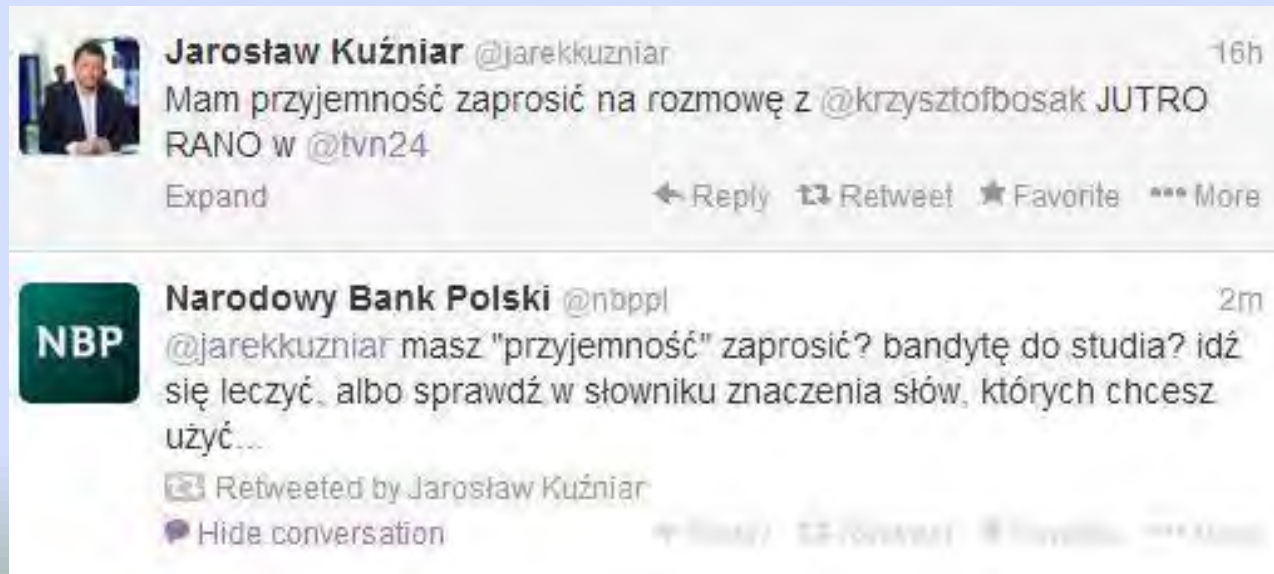 Jarosław Kuźniar @jarekkuzniar 16h
Mam przyjemność zaprosić na rozmowę z @krzysztofbosak JUTRO
RANO w @tvn24
Expand Reply Retweet Favorite More
NBP
Narodowy Bank Polski @nbppl 2m
@jarekkuzniar masz "przyjemność" zaprosić? bandytę do studia? idź
się leczyć, albo sprawdź w słowniku znaczenia słów, których chcesz
użyć...
Retweeted by Jarosław Kuźniar
Hide conversation